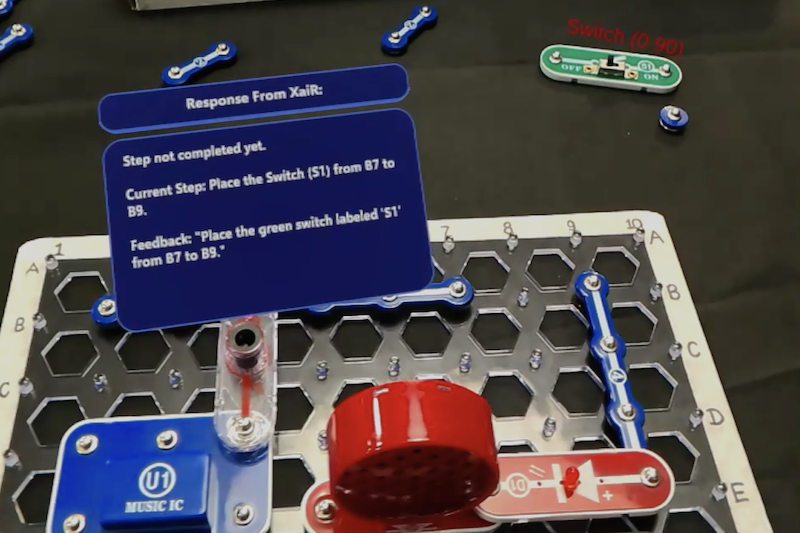 Switch (0.90)
OFF S1 ON
Response From XaiR:
Step not completed yet.
Current Step: Place the Switch (S1) from B7 to
B9.
Feedback: "Place the green switch labeled 'S1'
from B7 to B9."
1 7 8 9 10
A A
B B
C C
D
E
U1
MUSIC IC
D1
+